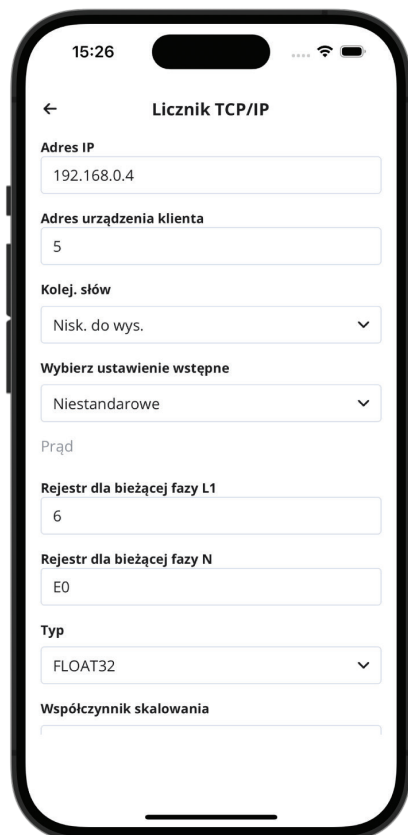 15:26
Licznik TCP/IP
Adres IP
192.168.0.4
Adres urządzenia klienta
5
Kolej. słów
Nisk. do wys.
Wybierz ustawienie wstępne
Niestandarowe
Prąd
Rejestr dla bieżącej fazy L1
6
Rejestr dla bieżącej fazy N
E0
Typ
FLOAT32
Współczynnik skalowania